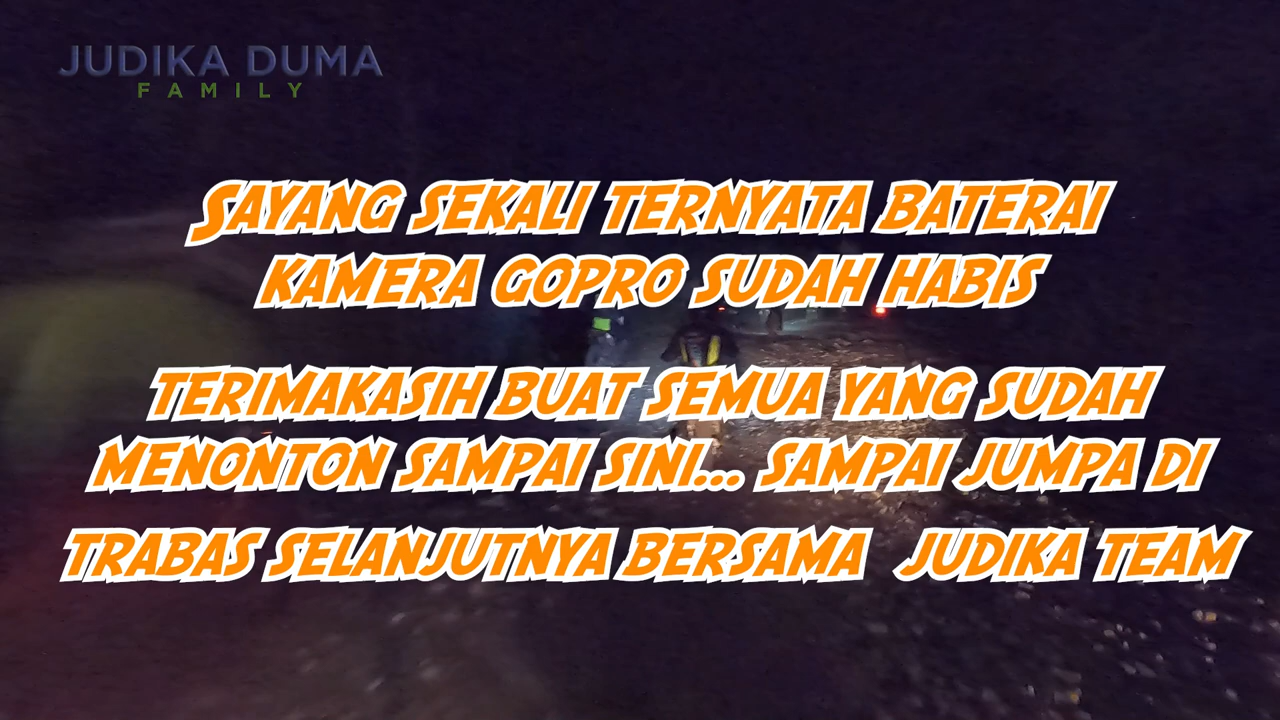 JUDIKA DUMA
FAMILY
SAYANG SEKALI TERNYATA BATERAI
KAMERA GOPRO SUDAH HABIS
TERIMAKASIH BUAT SEMUA YANG SUDAH
MENONTON SAMPAI SINI... SAMPAI JUMPA DI
TRABAS SELANJUTNYA BERSAMA JUDIKA TEAM